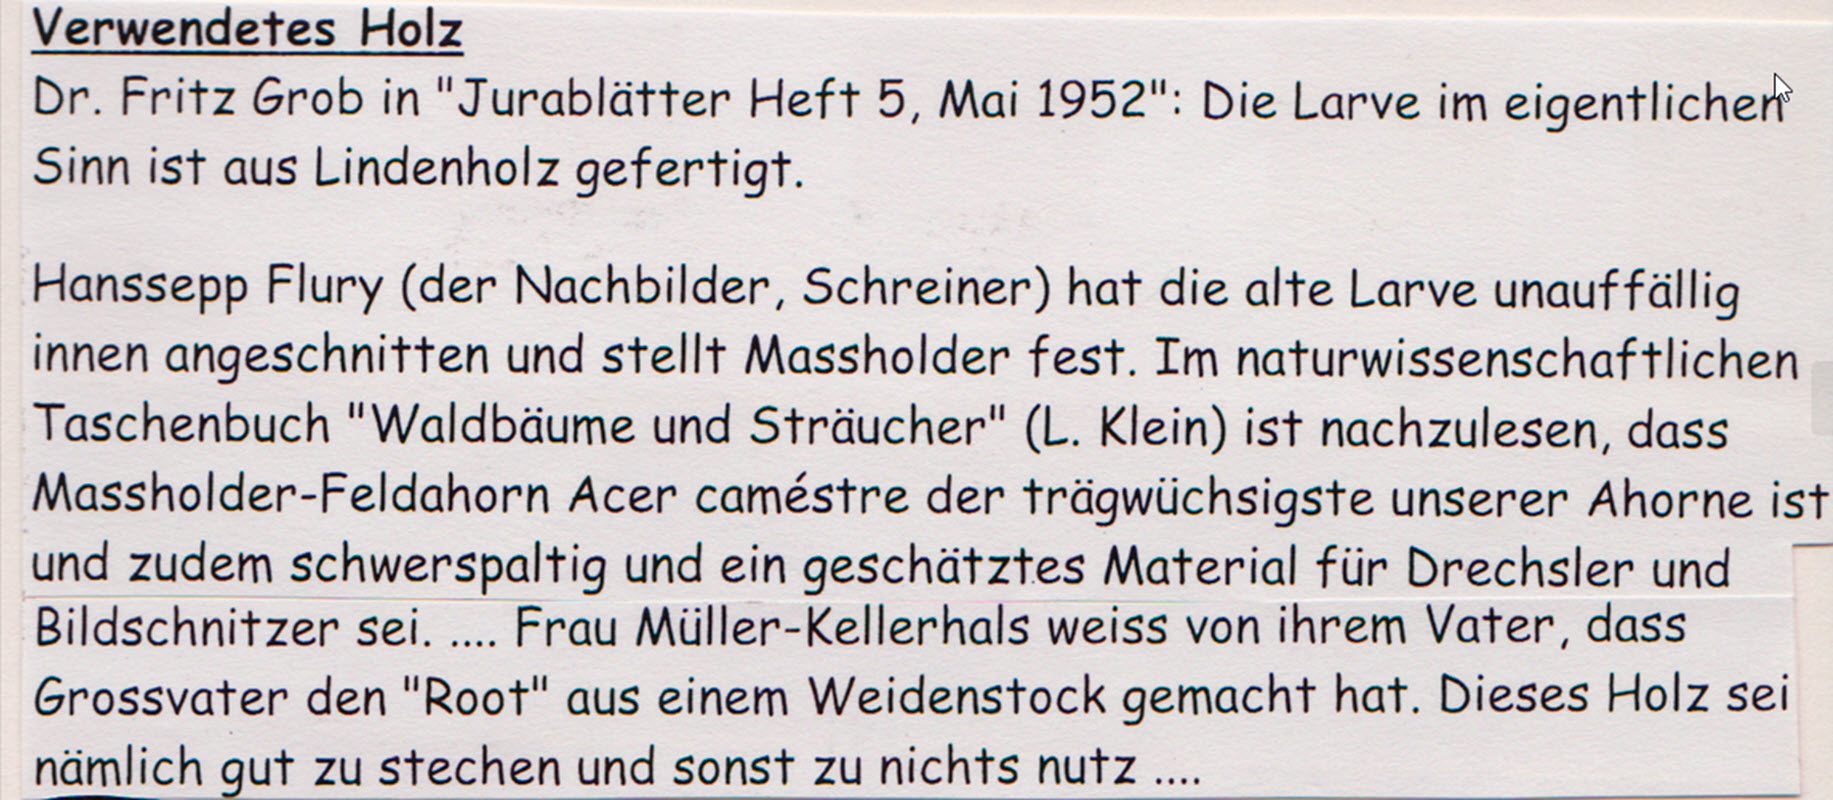 Verwendetes Holz
Dr. Fritz Grob in "Jurablätter Heft 5, Mai 1952": Die Larve im eigentlichen
Sinn ist aus Lindenholz gefertigt.
Hanssepp Flury (der Nachbilder, Schreiner) hat die alte Larve unauffällig
innen angeschnitten und stellt Massholder fest. Im naturwissenschaftlichen
Taschenbuch "Waldbäume und Sträucher" (L. Klein) ist nachzulesen, dass
Massholder-Feldahorn Acer caméstre der trägwüchsigste unserer Ahorne ist
und zudem schwerspaltig und ein geschätztes Material für Drechsler und
Bildschnitzer sei. .... Frau Müller-Kellerhals weiss von ihrem Vater, dass
Grossvater den "Root" aus einem Weidenstock gemacht hat. Dieses Holz sei
nämlich gut zu stechen und sonst zu nichts nutz ....